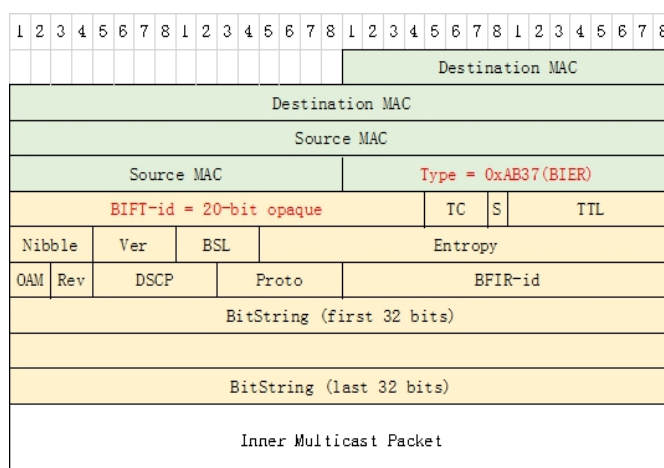 1 2 3 4 5 6 7 8 1 2 3 4 5 6 7 8 1 2 3 4 5 6 7 8 1 2 3 4 5 6 7 8
Destination MAC
Destination MAC
Source MAC
Source MAC Type = 0xAB37(BIER)
BIFT-id = 20-bit opaque TC S TTL
Nibble Ver BSL Entropy
OAM Rev DSCP Proto BFIR-id
BitString (first 32 bits)
BitString (last 32 bits)
Inner Multicast Packet